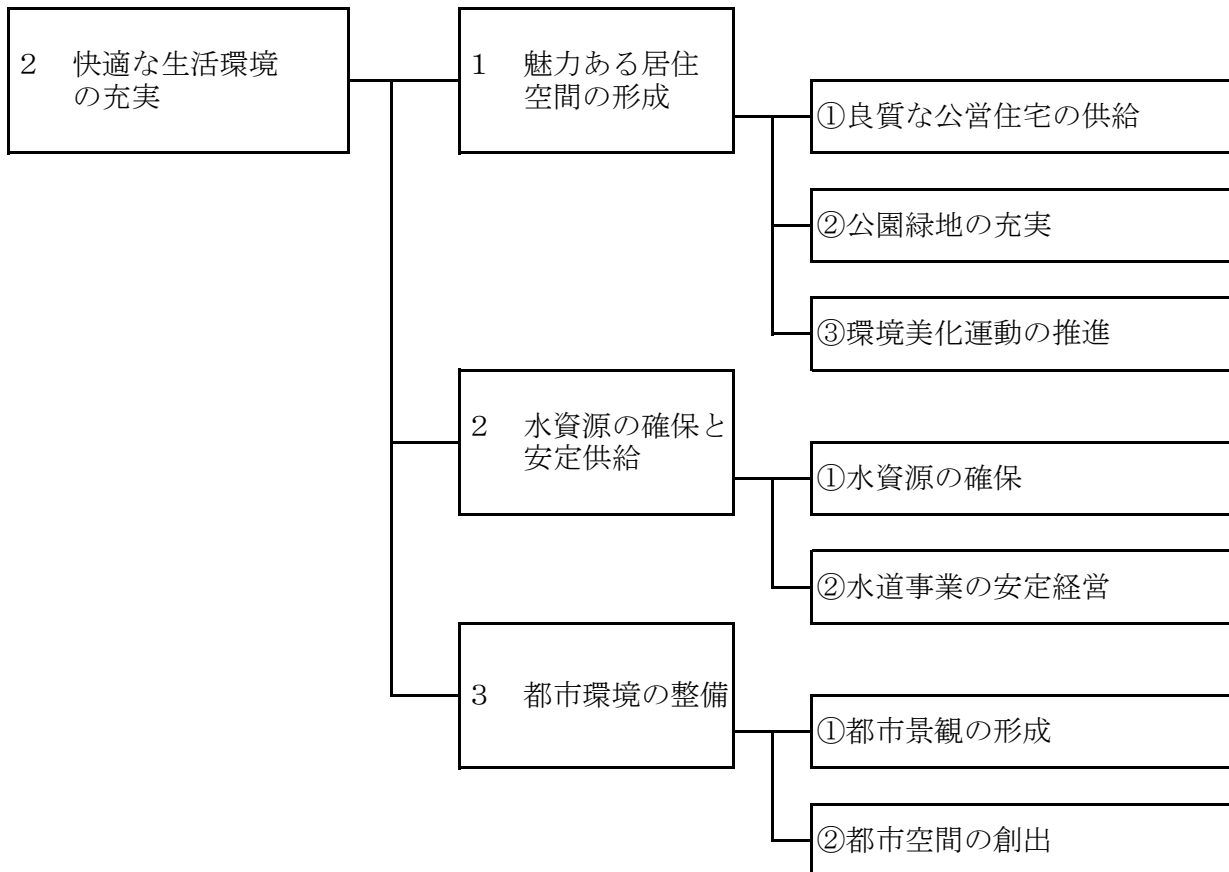 2　快適な生活環境
の充実
1　魅力ある居住
空間の形成
①良質な公営住宅の供給
②公園緑地の充実
③環境美化運動の推進
2　水資源の確保と
安定供給
①水資源の確保
②水道事業の安定経営
3　都市環境の整備
①都市景観の形成
②都市空間の創出